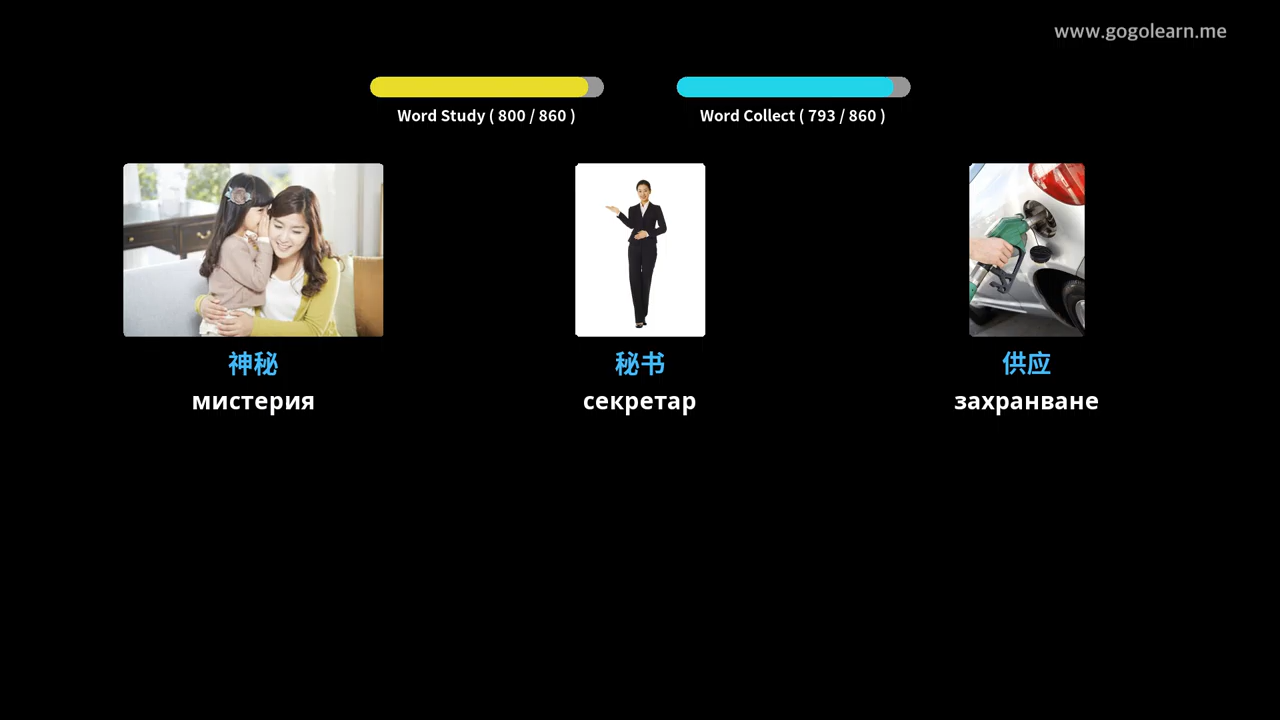 www.gogolearn.me
Word Study ( 800 / 860 )
Word Collect ( 793 / 860 )
神秘
秘书
供应
мистерия
секретар
захранване